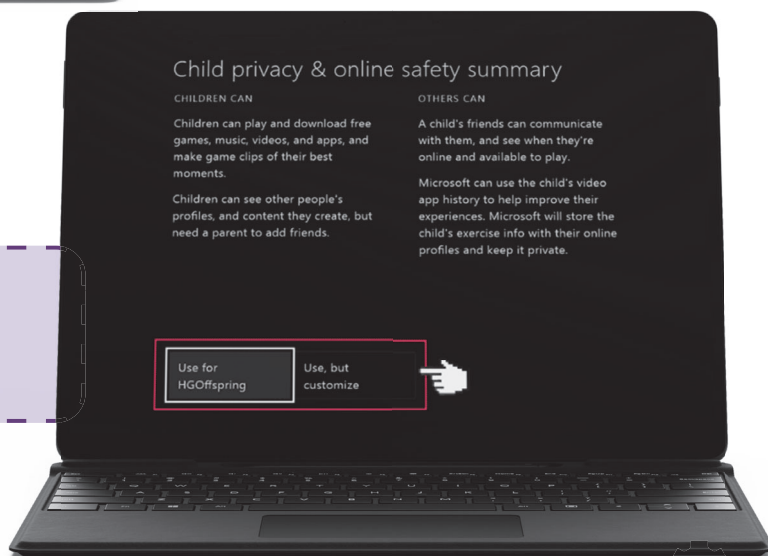 Child privacy & online safety summary
CHILDREN CAN
Children can play and download free
games, music, videos, and apps, and
make game clips of their best
moments.
Children can see other people's
profiles, and content they create, but
need a parent to add friends.
OTHERS CAN
A child's friends can communicate
with them, and see when they're
online and available to play.
Microsoft can use the child's video
app history to help improve their
experiences. Microsoft will store the
child's exercise info with their online
profiles and keep it private.
Use for
HGOffspring
Use, but
customize